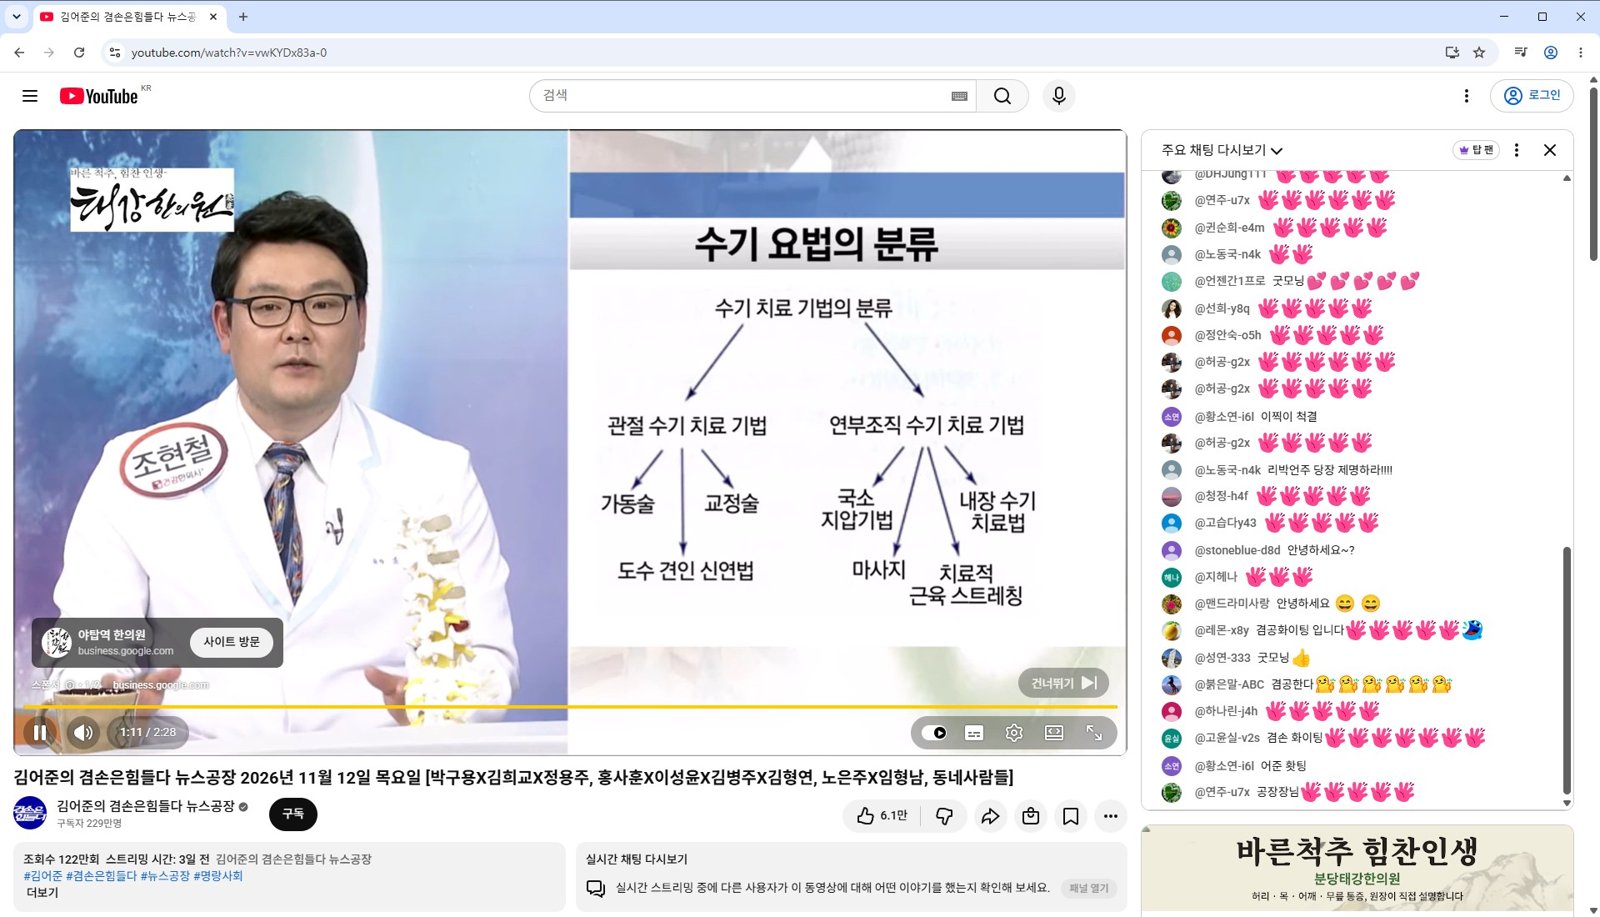 김어준의 겸손은힘들다 뉴스공
youtube.com/watch?v=vwKYDx83a-0
YouTube KR
검색
로그인
바른 척추, 힘찬 인생-
태강한의원
조현철
건강한의사
수기 요법의 분류
수기 치료 기법의 분류
관절 수기 치료 기법
연부조직 수기 치료 기법
가동술
교정술
도수 견인 신연법
국소
지압기법
내장 수기
치료법
마사지
치료적
근육 스트레칭
야탑역 한의원
business.google.com
사이트 방문
스폰서 · 1/2 business.google.com
건너뛰기
1:11 / 2:28
김어준의 겸손은힘들다 뉴스공장 2026년 11월 12일 목요일 [박구용X김희교X정용주, 홍사훈X이성윤X김병주X김형연, 노은주X임형남, 동네사람들]
김어준의 겸손은힘들다 뉴스공장
구독자 229만명
구독
6.1만
조회수 122만회 스트리밍 시간: 3일 전 김어준의 겸손은힘들다 뉴스공장
#김어준 #겸손은힘들다 #뉴스공장 #명랑사회
더보기
실시간 채팅 다시보기
실시간 스트리밍 중에 다른 사용자가 이 동영상에 대해 어떤 이야기를 했는지 확인해 보세요.
패널 열기
주요 채팅 다시보기
탑 팬
@DHJung111
@연주-u7x
@권순희-e4m
@노동국-n4k
@언젠간1프로 굿모닝💕💕💕💕💕
@선희-y8q
@정안숙-o5h
@허공-g2x
@허공-g2x
소연 @황소연-i6l 이찍이 척결
@허공-g2x
@노동국-n4k 리박언주 당장 제명하라!!!!
@청정-h4f
@고습다y43
@stoneblue-d8d 안녕하세요~?
혜나 @지혜나
@맨드라미사랑 안녕하세요 😄 😄
@레몬-x8y 겸공화이팅 입니다
@성연-333 굿모닝👍
@붉은말-ABC 겸공한다🤗🤗🤗🤗🤗🤗
@하나린-j4h
윤실 @고윤실-v2s 겸손 화이팅
소연 @황소연-i6l 어준 홧팅
@연주-u7x 공장장님
바른척추 힘찬인생
분당태강한의원
허리 · 목 · 어깨 · 무릎 통증, 원장이 직접 설명합니다